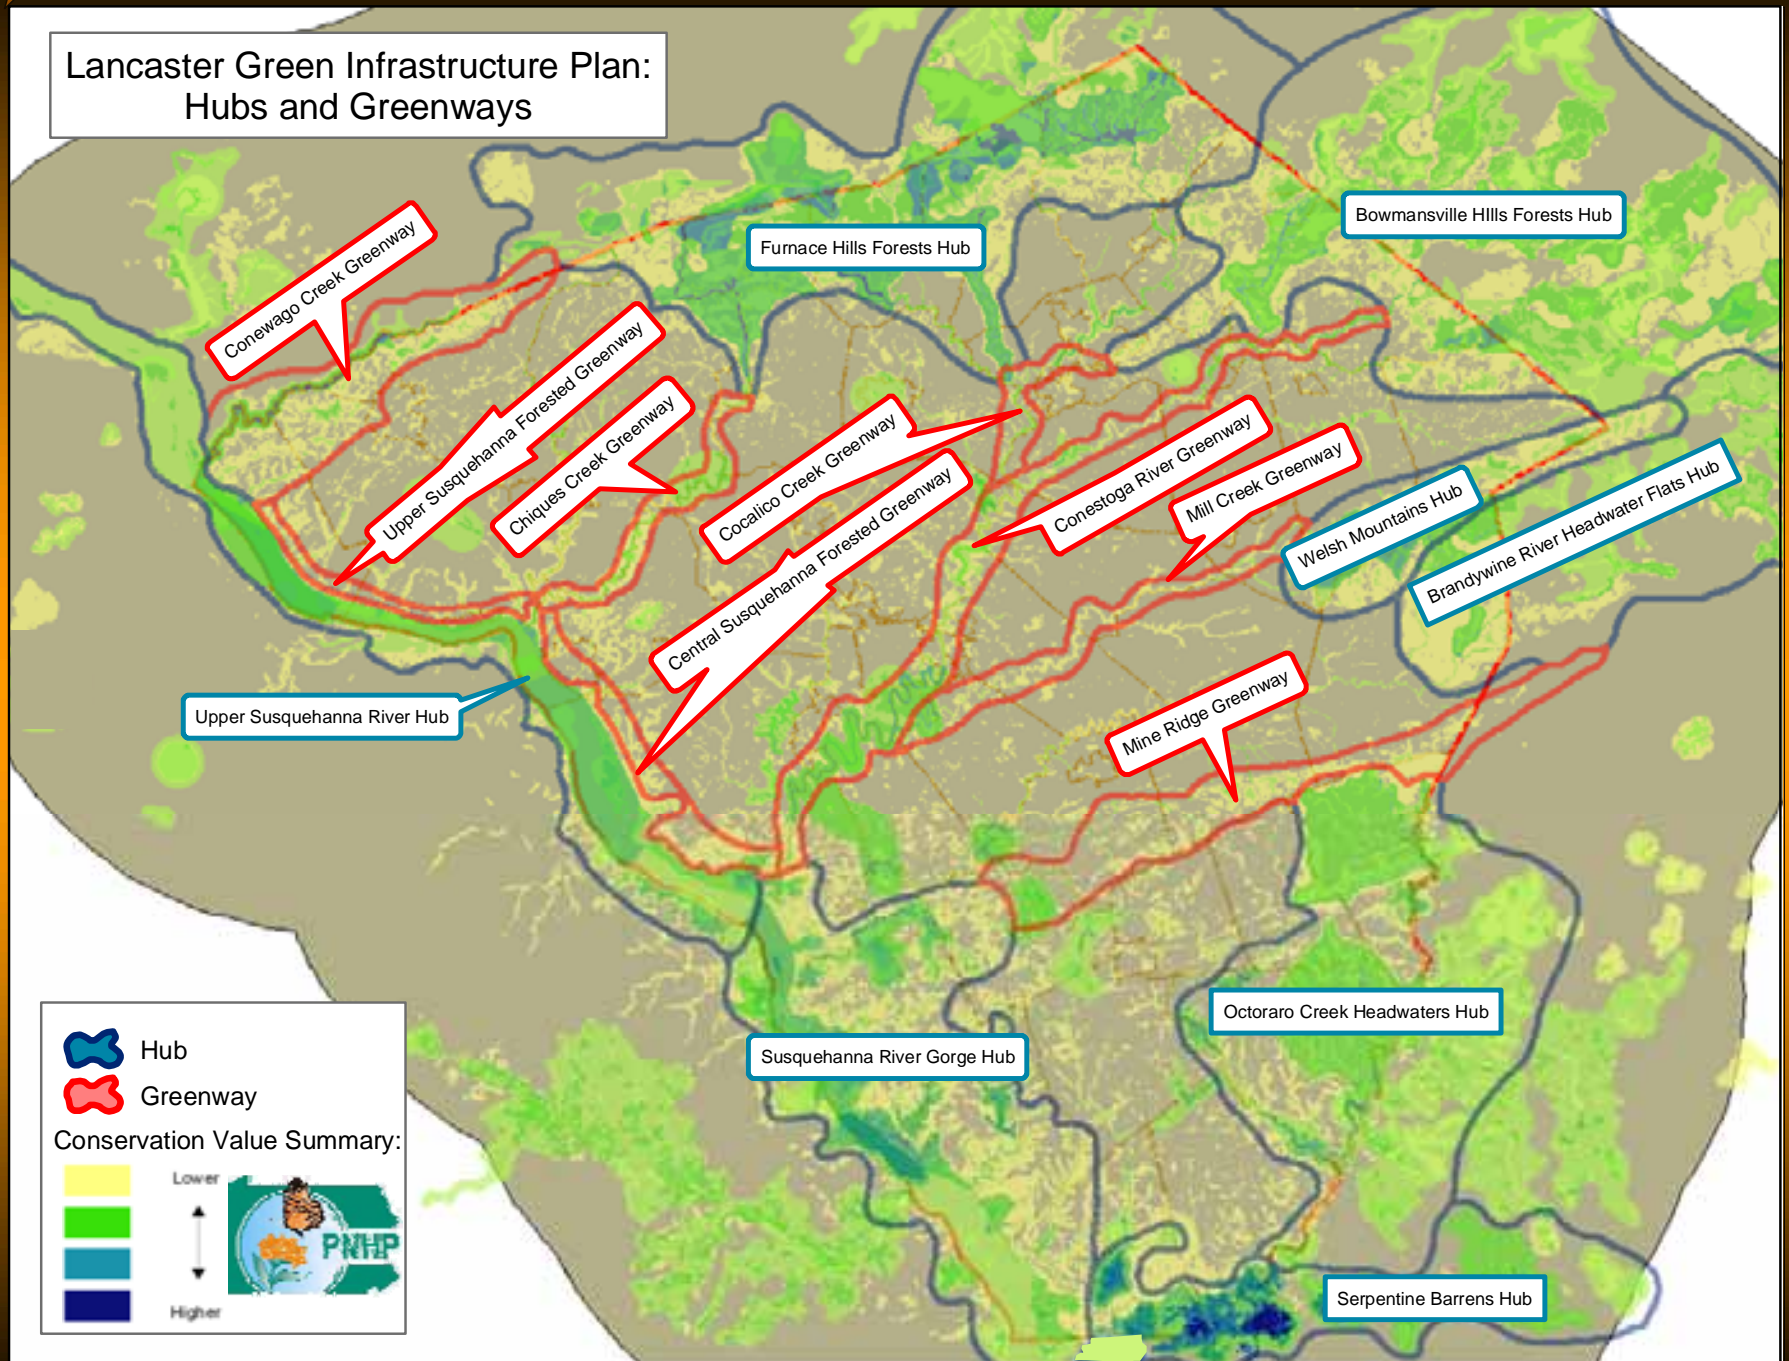 Lancaster Green Infrastructure Plan:
Hubs and Greenways
Conewago Creek Greenway
Furnace Hills Forests Hub
Bowmansville HIlls Forests Hub
Upper Susquehanna Forested Greenway
Chiques Creek Greenway
Cocalico Creek Greenway
Central Susquehanna Forested Greenway
Conestoga River Greenway
Mill Creek Greenway
Welsh Mountains Hub
Brandywine River Headwater Flats Hub
Upper Susquehanna River Hub
Mine Ridge Greenway
Octoraro Creek Headwaters Hub
Susquehanna River Gorge Hub
Serpentine Barrens Hub
Hub
Greenway
Conservation Value Summary:
Lower
Higher
PNHP